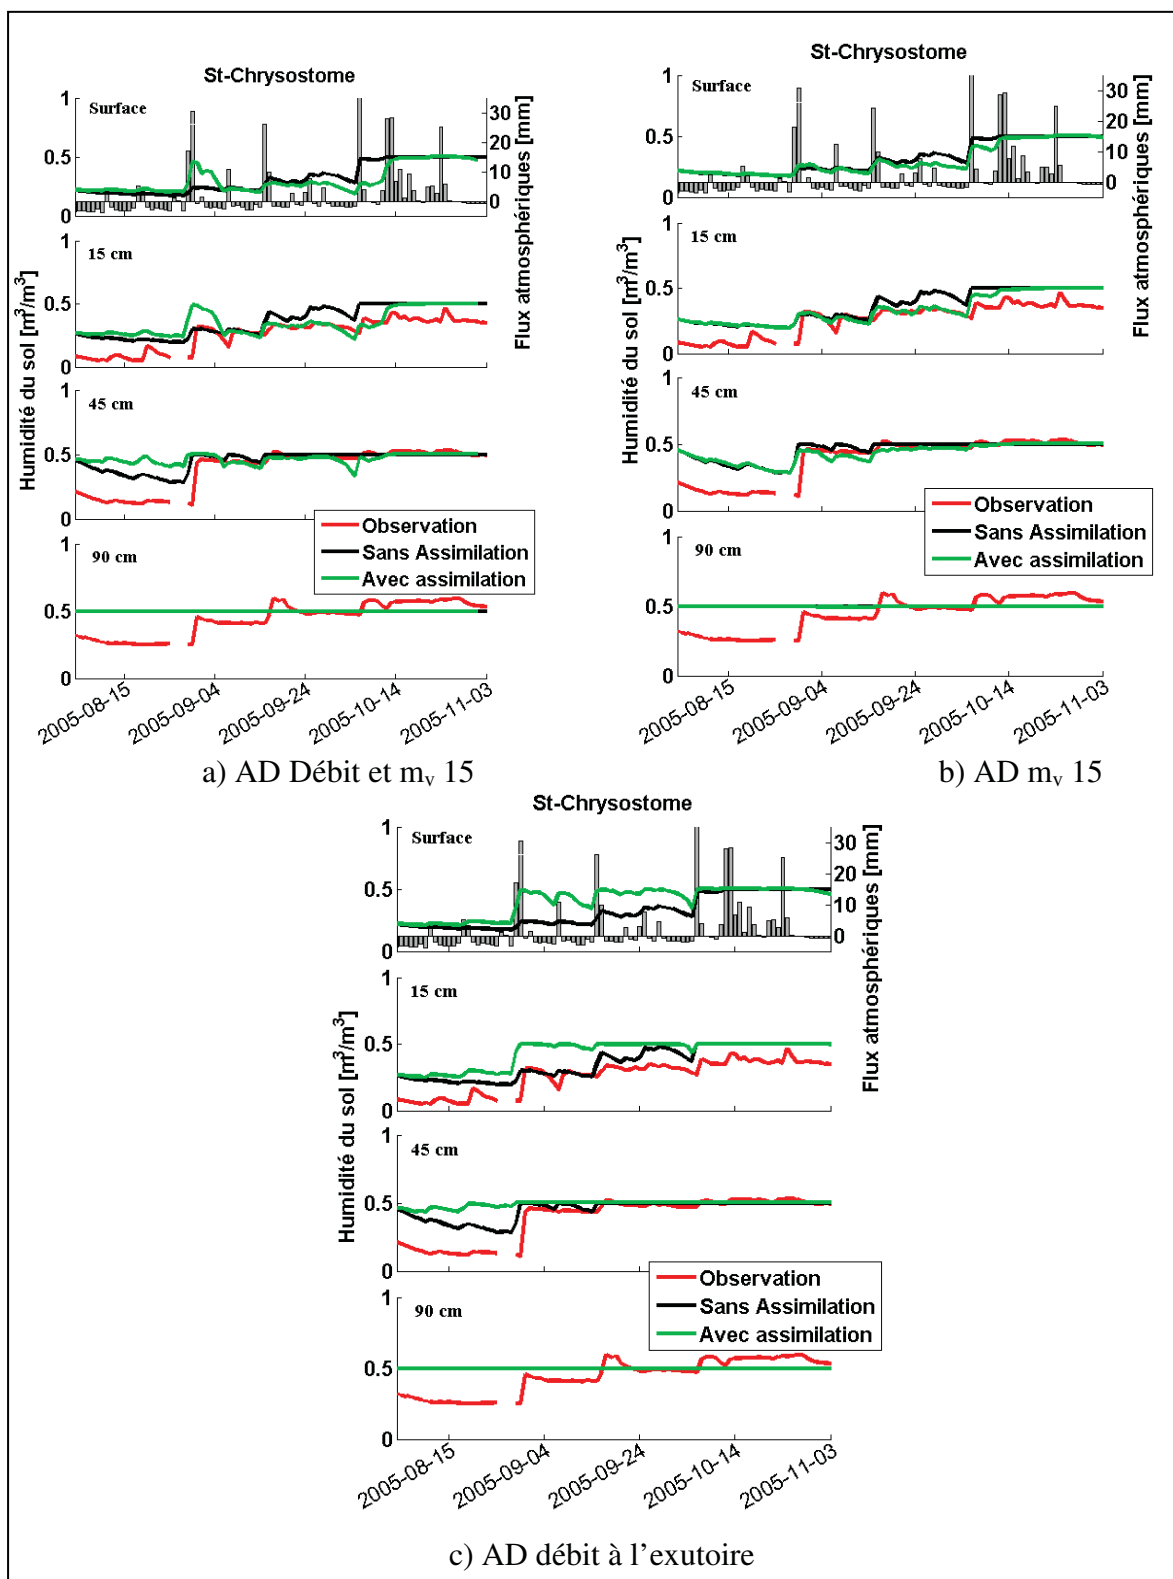 St-Chrysostome
Surface
1
0.5
0
30
20
10
0
15 cm
1
0.5
0
45 cm
1
0.5
0
90 cm
1
0.5
0
Humidité du sol [m³/m³]
Flux atmosphériques [mm]
Observation
Sans Assimilation
Avec assimilation
2005-08-15
2005-09-04
2005-09-24
2005-10-14
2005-11-03
a) AD Débit et mᵥ 15
St-Chrysostome
Surface
1
0.5
0
30
20
10
0
15 cm
1
0.5
0
45 cm
1
0.5
0
90 cm
1
0.5
0
Humidité du sol [m³/m³]
Flux atmosphériques [mm]
Observation
Sans Assimilation
Avec assimilation
2005-08-15
2005-09-04
2005-09-24
2005-10-14
2005-11-03
b) AD mᵥ 15
St-Chrysostome
Surface
1
0.5
0
30
20
10
0
15 cm
1
0.5
0
45 cm
1
0.5
0
90 cm
1
0.5
0
Humidité du sol [m³/m³]
Flux atmosphériques [mm]
Observation
Sans Assimilation
Avec assimilation
2005-08-15
2005-09-04
2005-09-24
2005-10-14
2005-11-03
c) AD débit à l’exutoire